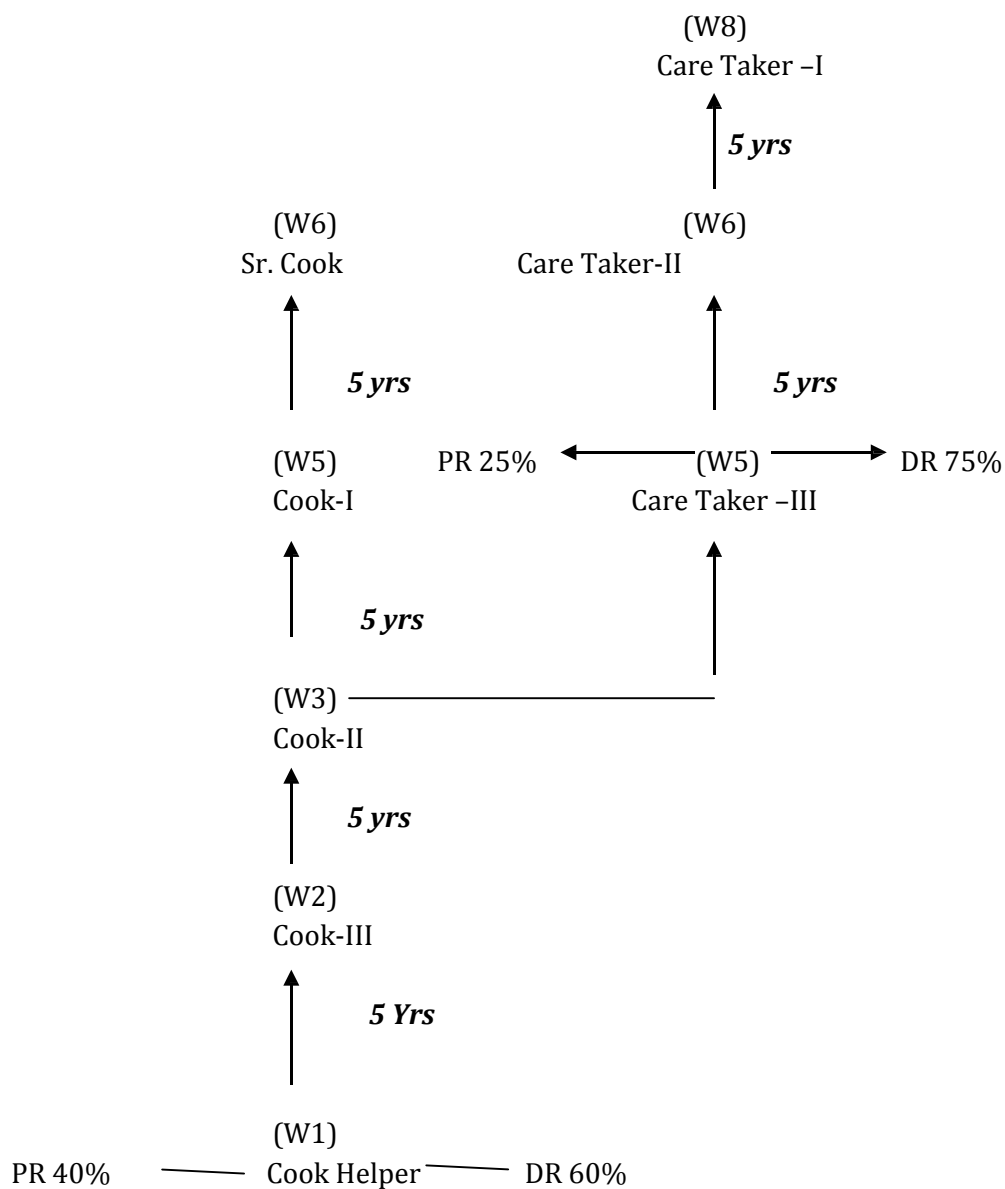 (W8)
Care Taker –I
5 yrs
(W6) (W6)
Sr. Cook Care Taker-II
5 yrs 5 yrs
(W5) PR 25% (W5) DR 75%
Cook-I Care Taker –III
5 yrs
(W3)
Cook-II
5 yrs
(W2)
Cook-III
5 Yrs
(W1)
PR 40% Cook Helper DR 60%